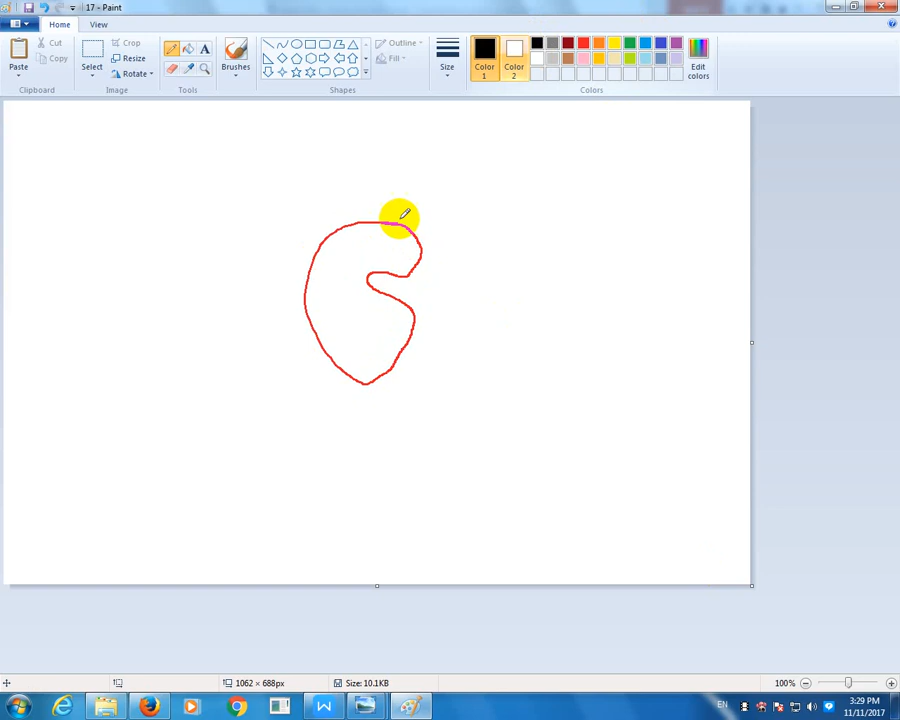 17 - Paint
Home View
Paste
Cut
Copy
Clipboard
Select
Crop
Resize
Rotate
Image
A
Tools
Brushes
Outline
Fill
Shapes
Size
Color 1
Color 2
Edit colors
Colors
1062 × 688px
Size: 10.1KB
100%
W
EN
3:29 PM
11/11/2017